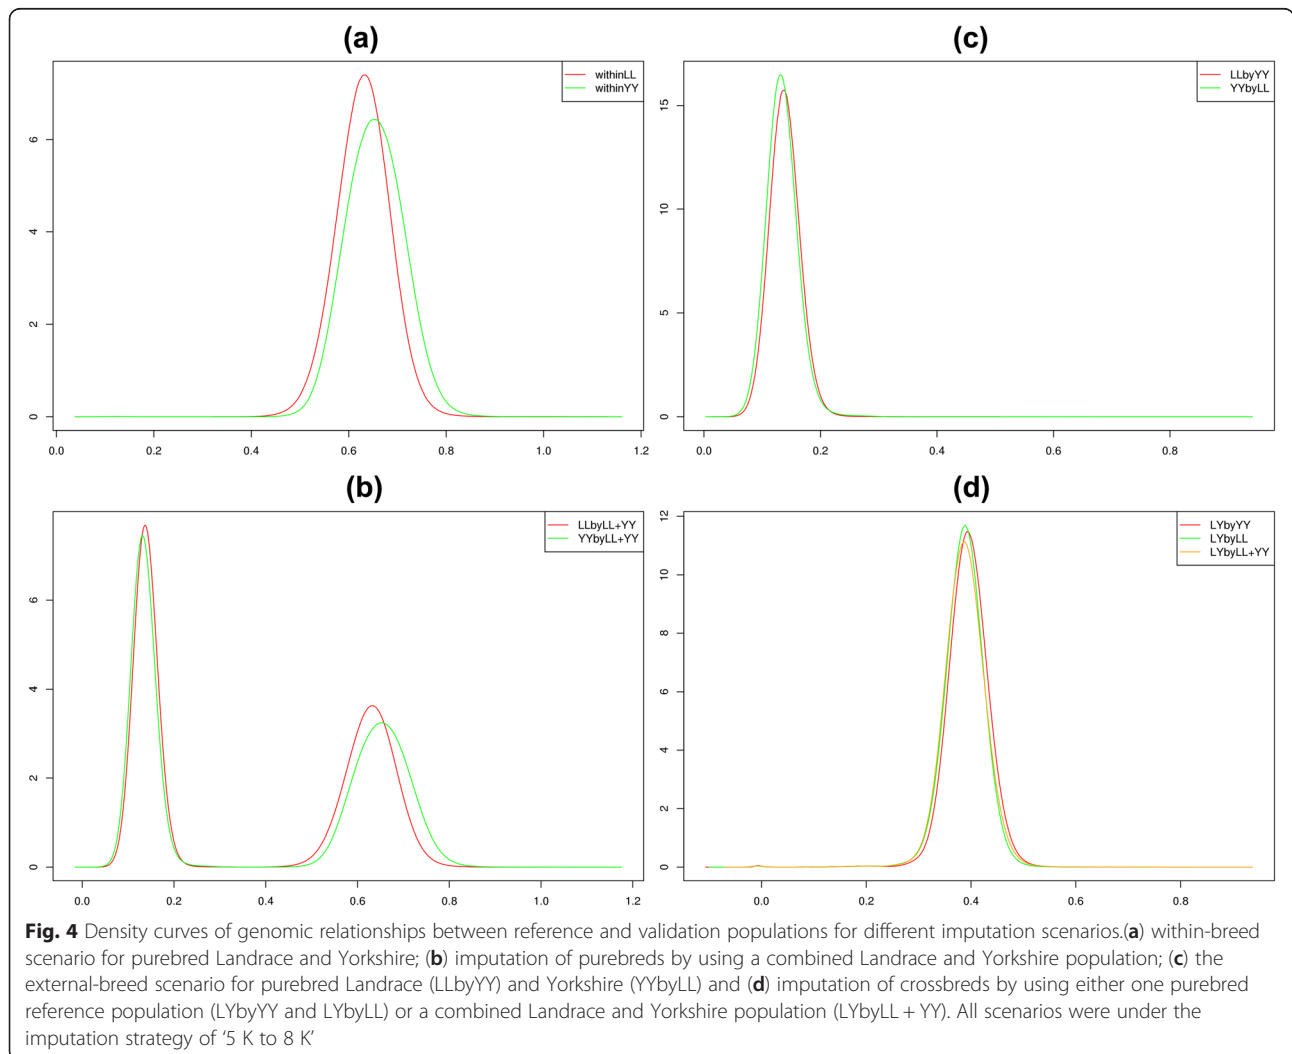 (a)
withinLL
withinYY
6
4
2
0
0.0 0.2 0.4 0.6 0.8 1.0 1.2
(c)
LLbyYY
YYbyLL
15
10
5
0
0.0 0.2 0.4 0.6 0.8
(b)
LLbyLL+YY
YYbyLL+YY
6
4
2
0
0.0 0.2 0.4 0.6 0.8 1.0 1.2
(d)
LYbyYY
LYbyLL
LYbyLL+YY
12
10
8
6
4
2
0
0.0 0.2 0.4 0.6 0.8
Fig. 4 Density curves of genomic relationships between reference and validation populations for different imputation scenarios.(a) within-breed
scenario for purebred Landrace and Yorkshire; (b) imputation of purebreds by using a combined Landrace and Yorkshire population; (c) the
external-breed scenario for purebred Landrace (LLbyYY) and Yorkshire (YYbyLL) and (d) imputation of crossbreds by using either one purebred
reference population (LYbyYY and LYbyLL) or a combined Landrace and Yorkshire population (LYbyLL + YY). All scenarios were under the
imputation strategy of ‘5 K to 8 K’